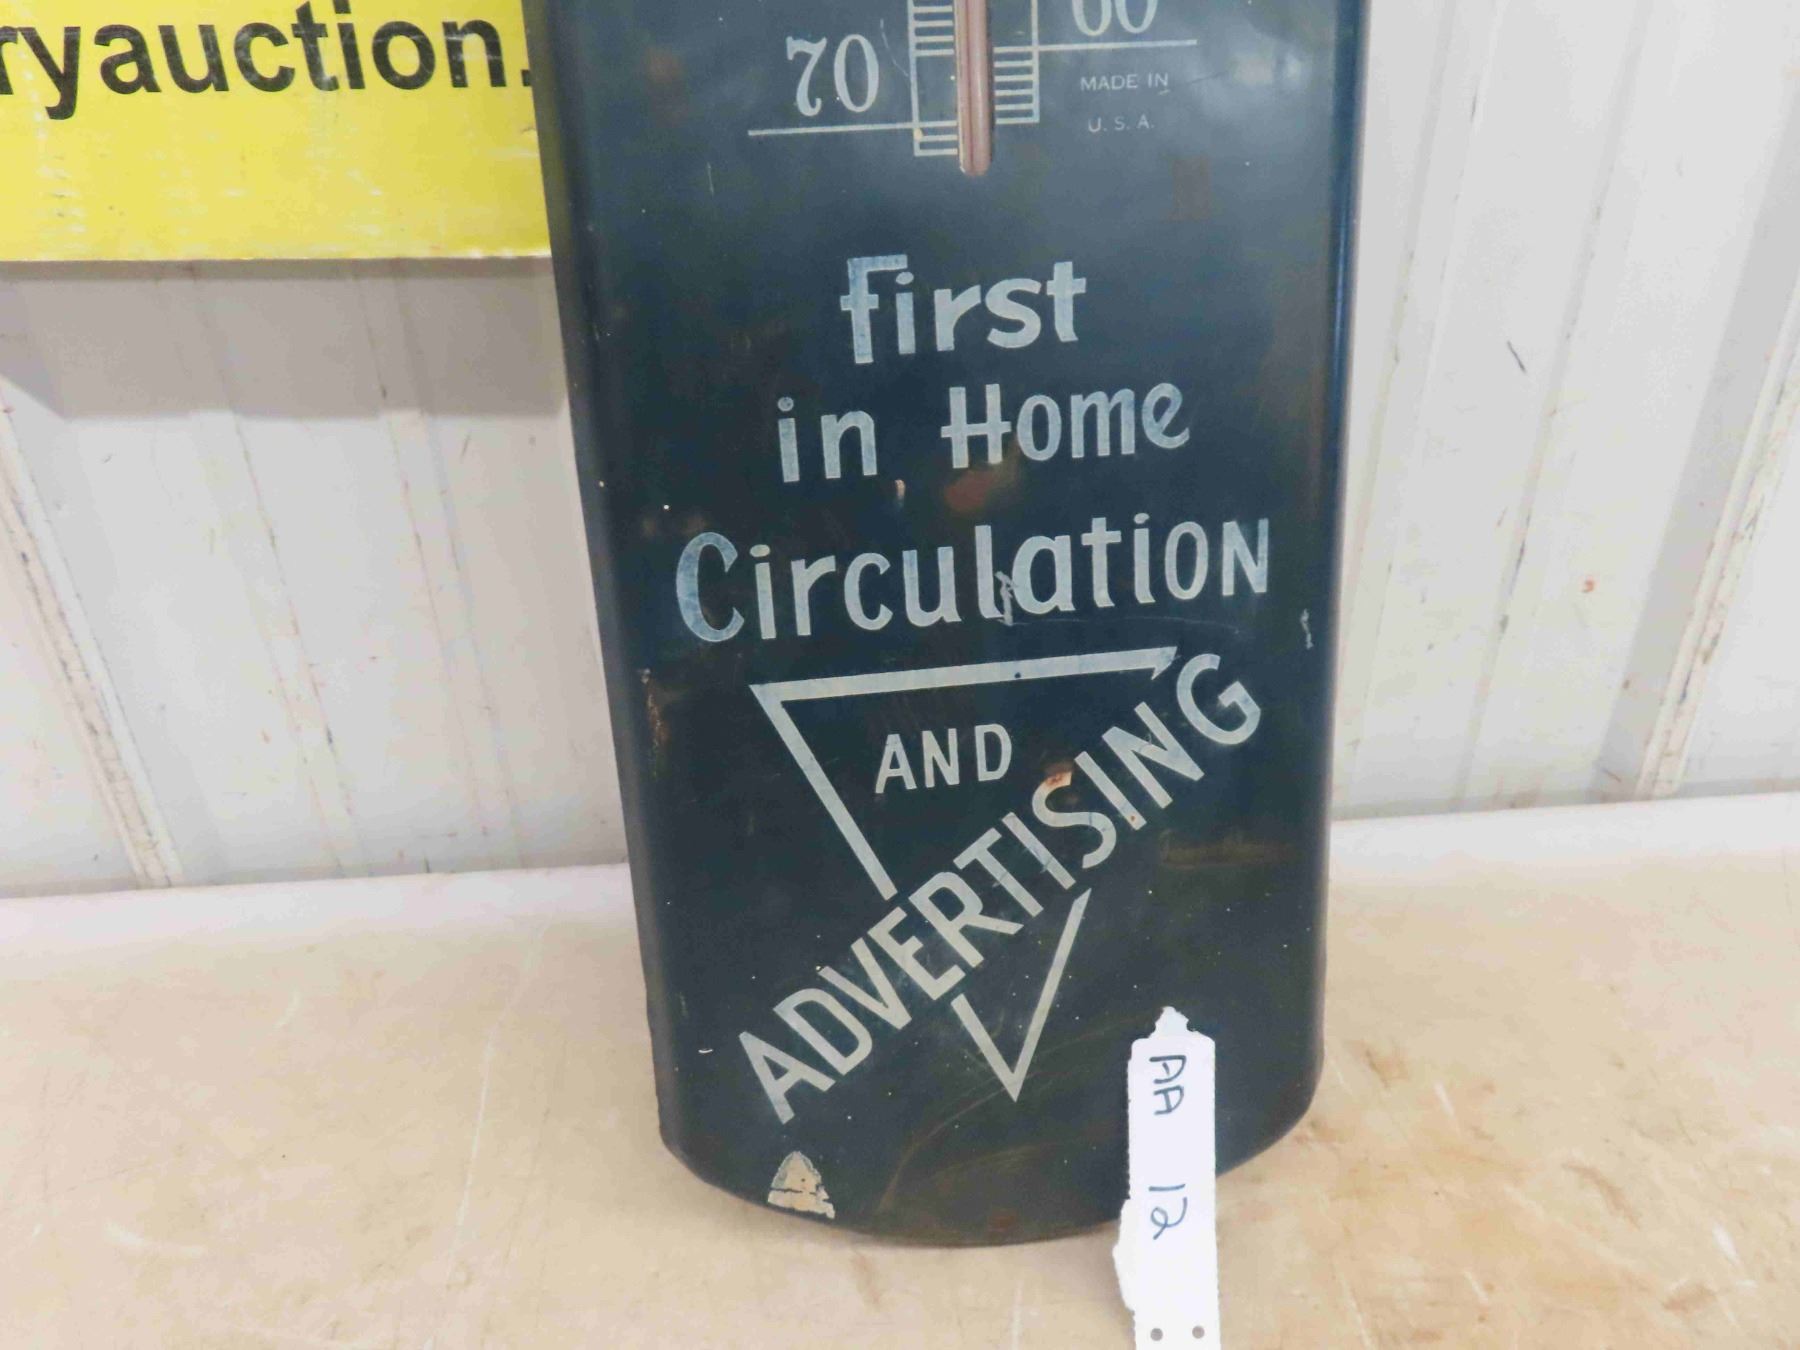 ryauction.
70
60
MADE IN
U. S. A.
First
in Home
CirculatioN
AND
ADVERTISING
AA 12